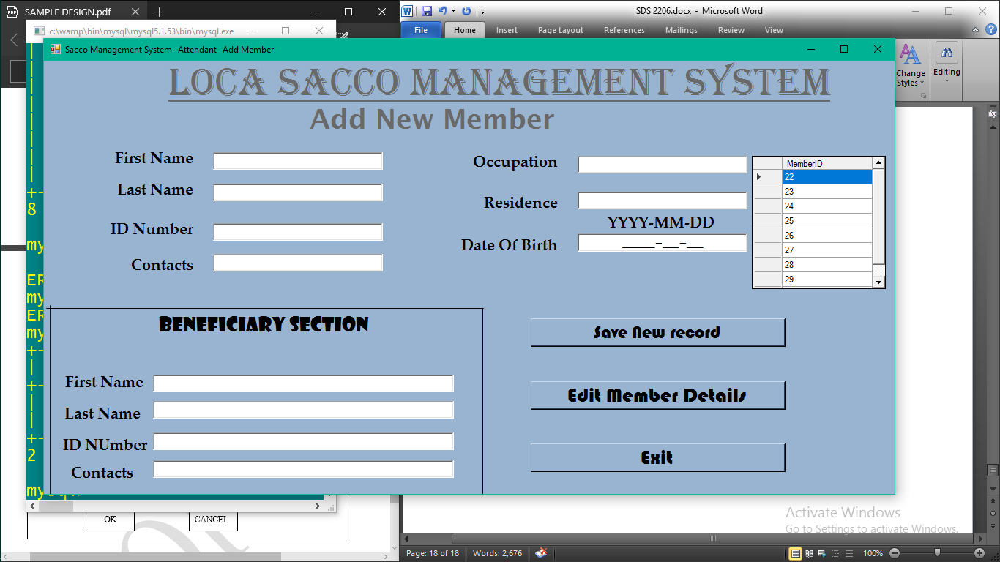 SAMPLE DESIGN.pdf
SDS 2206.docx - Microsoft Word
c:\wamp\bin\mysql\mysql5.1.53\bin\mysql.exe
File Home Insert Page Layout References Mailings Review View
Sacco Management System- Attendant- Add Member
Change Styles
Editing
LOCA SACCO MANAGEMENT SYSTEM
Add New Member
First Name
Last Name
ID Number
Contacts
Occupation
Residence
YYYY-MM-DD
Date Of Birth
____-__-__
MemberID
22
23
24
25
26
27
28
29
BENEFICIARY SECTION
First Name
Last Name
ID NUmber
Contacts
Save New record
Edit Member Details
Exit
8
my
ER
my
ER
my
2
OK
CANCEL
Activate Windows
Go to Settings to activate Windows.
Page: 18 of 18 Words: 2,676
100%